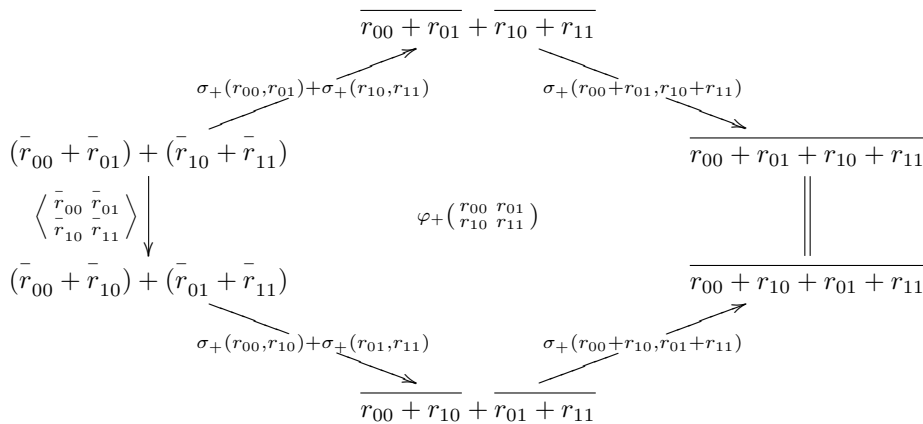 $\overline{r_{00} + r_{01}} + \overline{r_{10} + r_{11}}$
$\sigma_+(r_{00},r_{01})+\sigma_+(r_{10},r_{11})$ $\sigma_+(r_{00}+r_{01},r_{10}+r_{11})$
$(\bar{r}_{00} + \bar{r}_{01}) + (\bar{r}_{10} + \bar{r}_{11})$ $\overline{r_{00} + r_{01} + r_{10} + r_{11}}$
$\left\langle \begin{smallmatrix} \bar{r}_{00} & \bar{r}_{01} \\ \bar{r}_{10} & \bar{r}_{11} \end{smallmatrix} \right\rangle$ $\varphi_+\left( \begin{smallmatrix} r_{00} & r_{01} \\ r_{10} & r_{11} \end{smallmatrix} \right)$
$(\bar{r}_{00} + \bar{r}_{10}) + (\bar{r}_{01} + \bar{r}_{11})$ $\overline{r_{00} + r_{10} + r_{01} + r_{11}}$
$\sigma_+(r_{00},r_{10})+\sigma_+(r_{01},r_{11})$ $\sigma_+(r_{00}+r_{10},r_{01}+r_{11})$
$\overline{r_{00} + r_{10}} + \overline{r_{01} + r_{11}}$